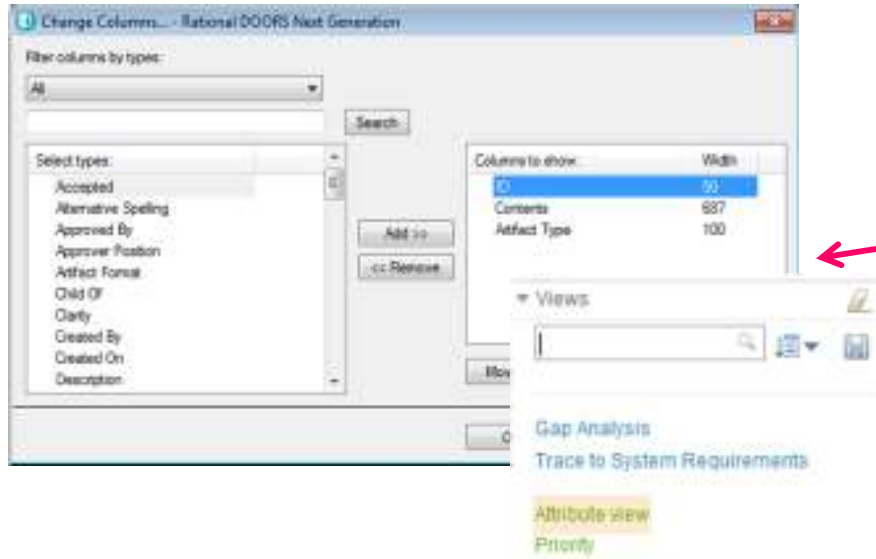 Change Columns... - Rational DOORS Next Generation
Filter columns by types:
All
Search
Select types:
Accepted
Alternative Spelling
Approved By
Approver Position
Artifact Format
Child Of
Clarity
Created By
Created On
Description
Add >>
<< Remove
Columns to show: Width
ID 50
Contents 687
Artifact Type 100
Views
Gap Analysis
Trace to System Requirements
Attribute view
Priority